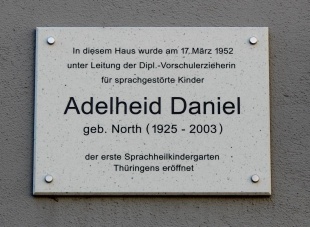 In diesem Haus wurde am 17. März 1952
unter Leitung der Dipl.-Vorschulerzieherin
für sprachgestörte Kinder
Adelheid Daniel
geb. North (1925 - 2003)
der erste Sprachheilkindergarten
Thüringens eröffnet